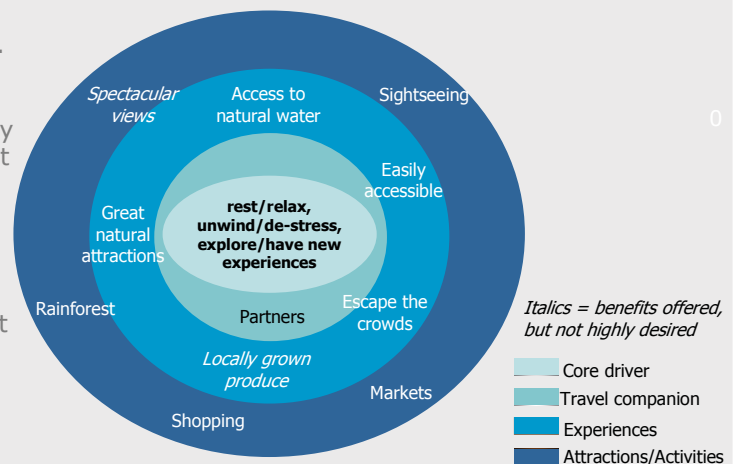 Spectacular
views
Access to
natural water
Sightseeing
0
y
t
Easily
accessible
rest/relax,
unwind/de-stress,
explore/have new
experiences
Great
natural
attractions
Rainforest
t
Partners
Escape the
crowds
Locally grown
produce
Markets
Shopping
Italics = benefits offered,
but not highly desired
Core driver
Travel companion
Experiences
Attractions/Activities